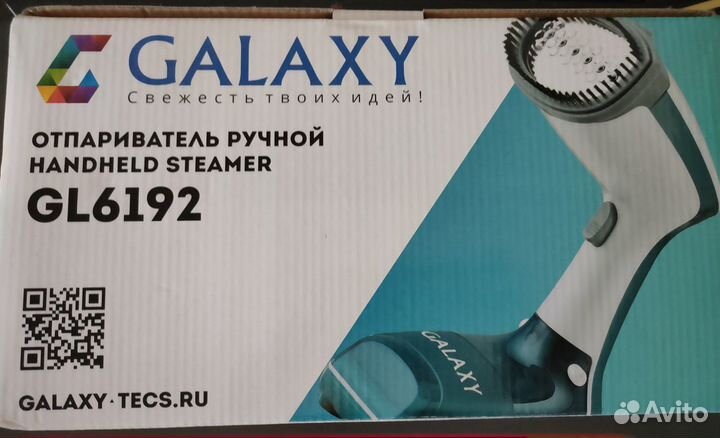 GALAXY
Свежесть твоих идей!
ОТПАРИВАТЕЛЬ РУЧНОЙ
HANDHELD STEAMER
GL6192
GALAXY
GALAXY·TECS.RU
Avito